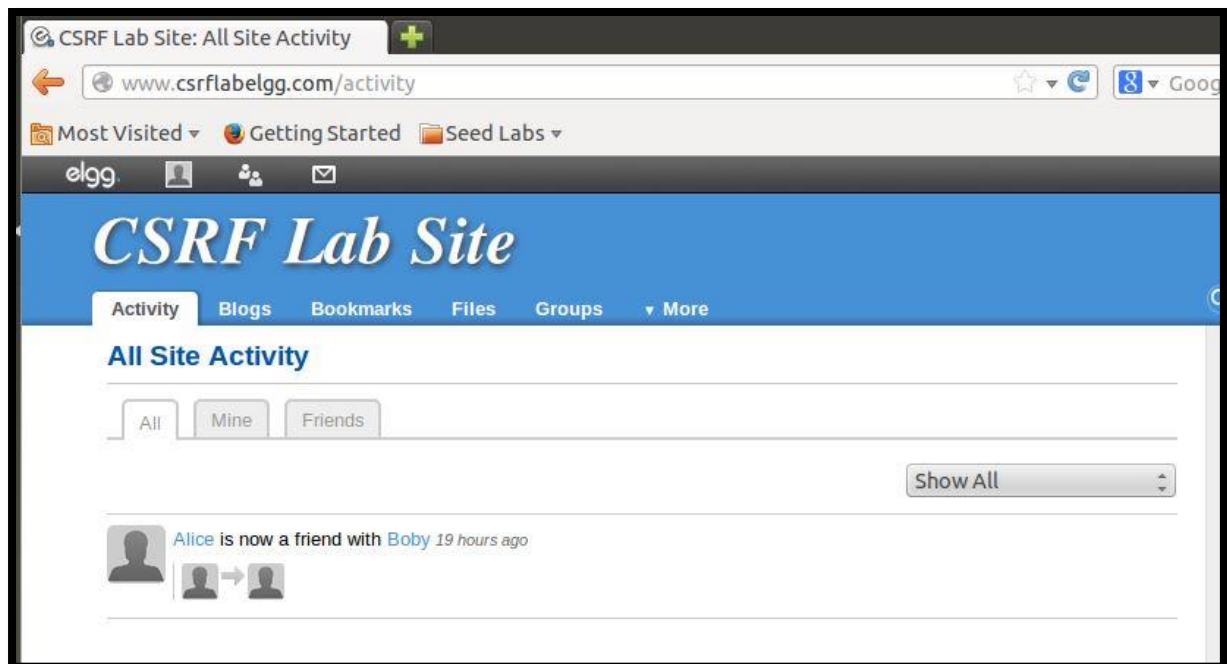 CSRF Lab Site: All Site Activity
www.csrflabelgg.com/activity
8 Goog
Most Visited Getting Started Seed Labs
elgg.
CSRF Lab Site
Activity Blogs Bookmarks Files Groups More
All Site Activity
All Mine Friends
Show All
Alice is now a friend with Boby 19 hours ago